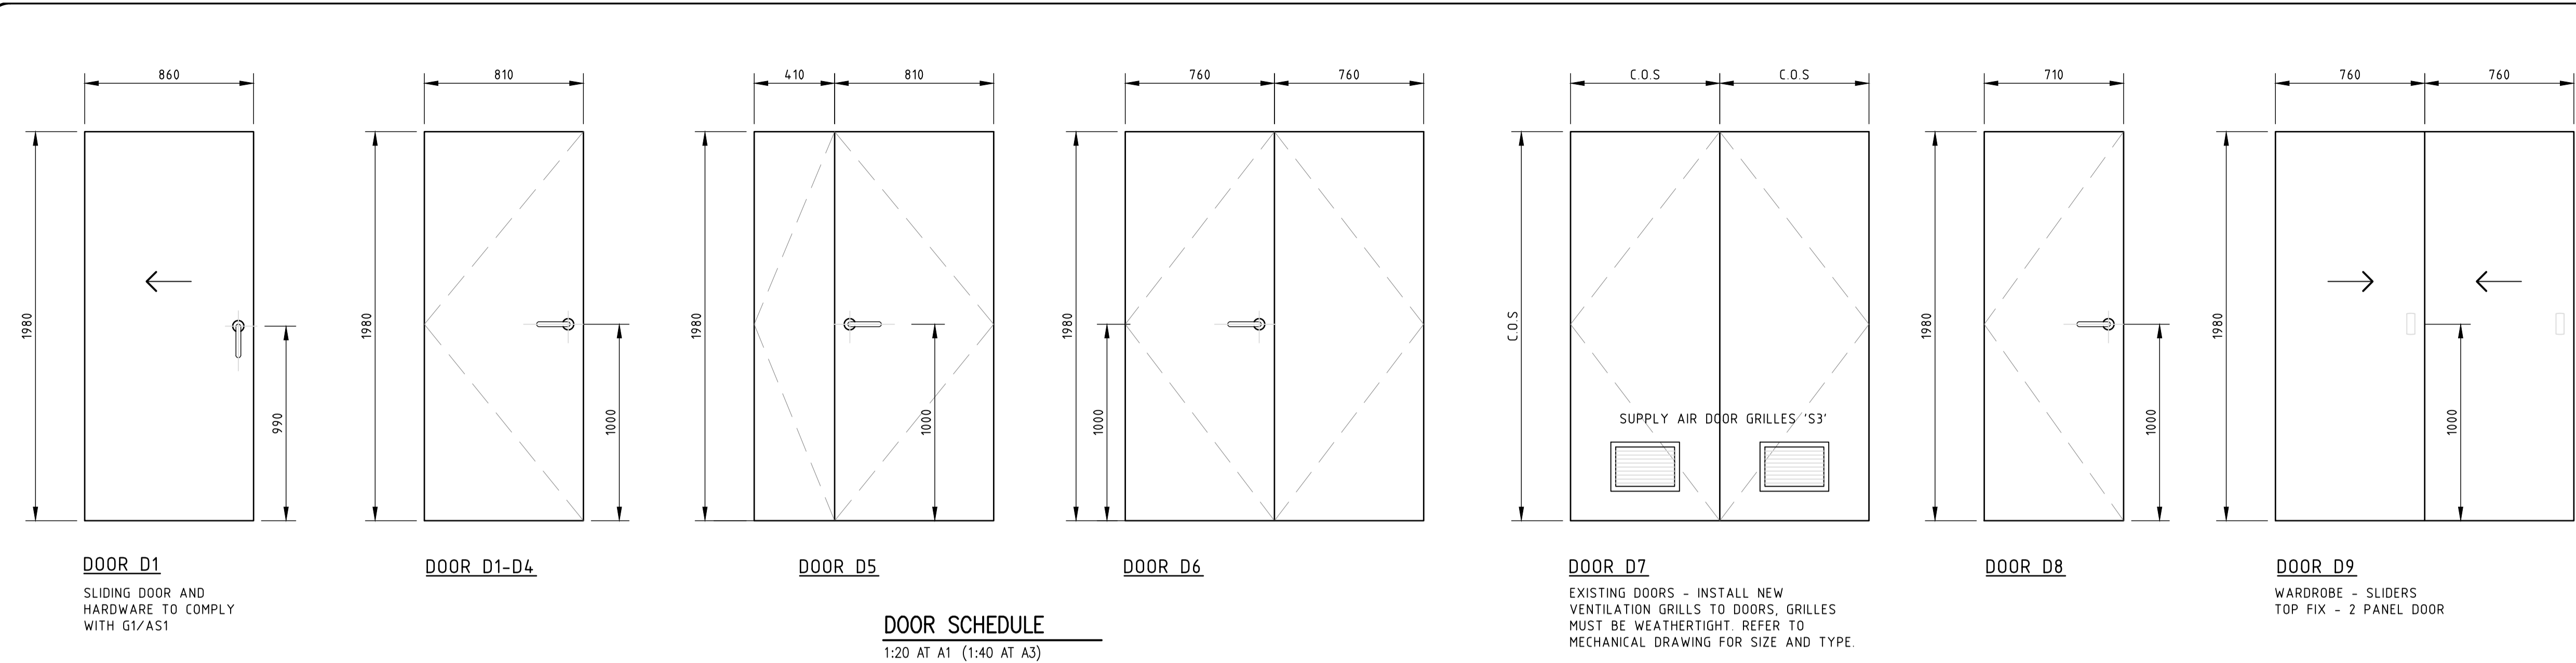 860
810
410
810
760
760
C.O.S
C.O.S
710
760
760
1980
990
1980
1000
1980
1000
1980
1000
C.O.S
SUPPLY AIR DOOR GRILLES 'S3'
1980
1000
1980
1000
DOOR D1
SLIDING DOOR AND
HARDWARE TO COMPLY
WITH G1/AS1
DOOR D1-D4
DOOR D5
DOOR D6
DOOR D7
EXISTING DOORS - INSTALL NEW
VENTILATION GRILLS TO DOORS, GRILLES
MUST BE WEATHERTIGHT. REFER TO
MECHANICAL DRAWING FOR SIZE AND TYPE.
DOOR D8
DOOR D9
WARDROBE - SLIDERS
TOP FIX - 2 PANEL DOOR
DOOR SCHEDULE
1:20 AT A1 (1:40 AT A3)